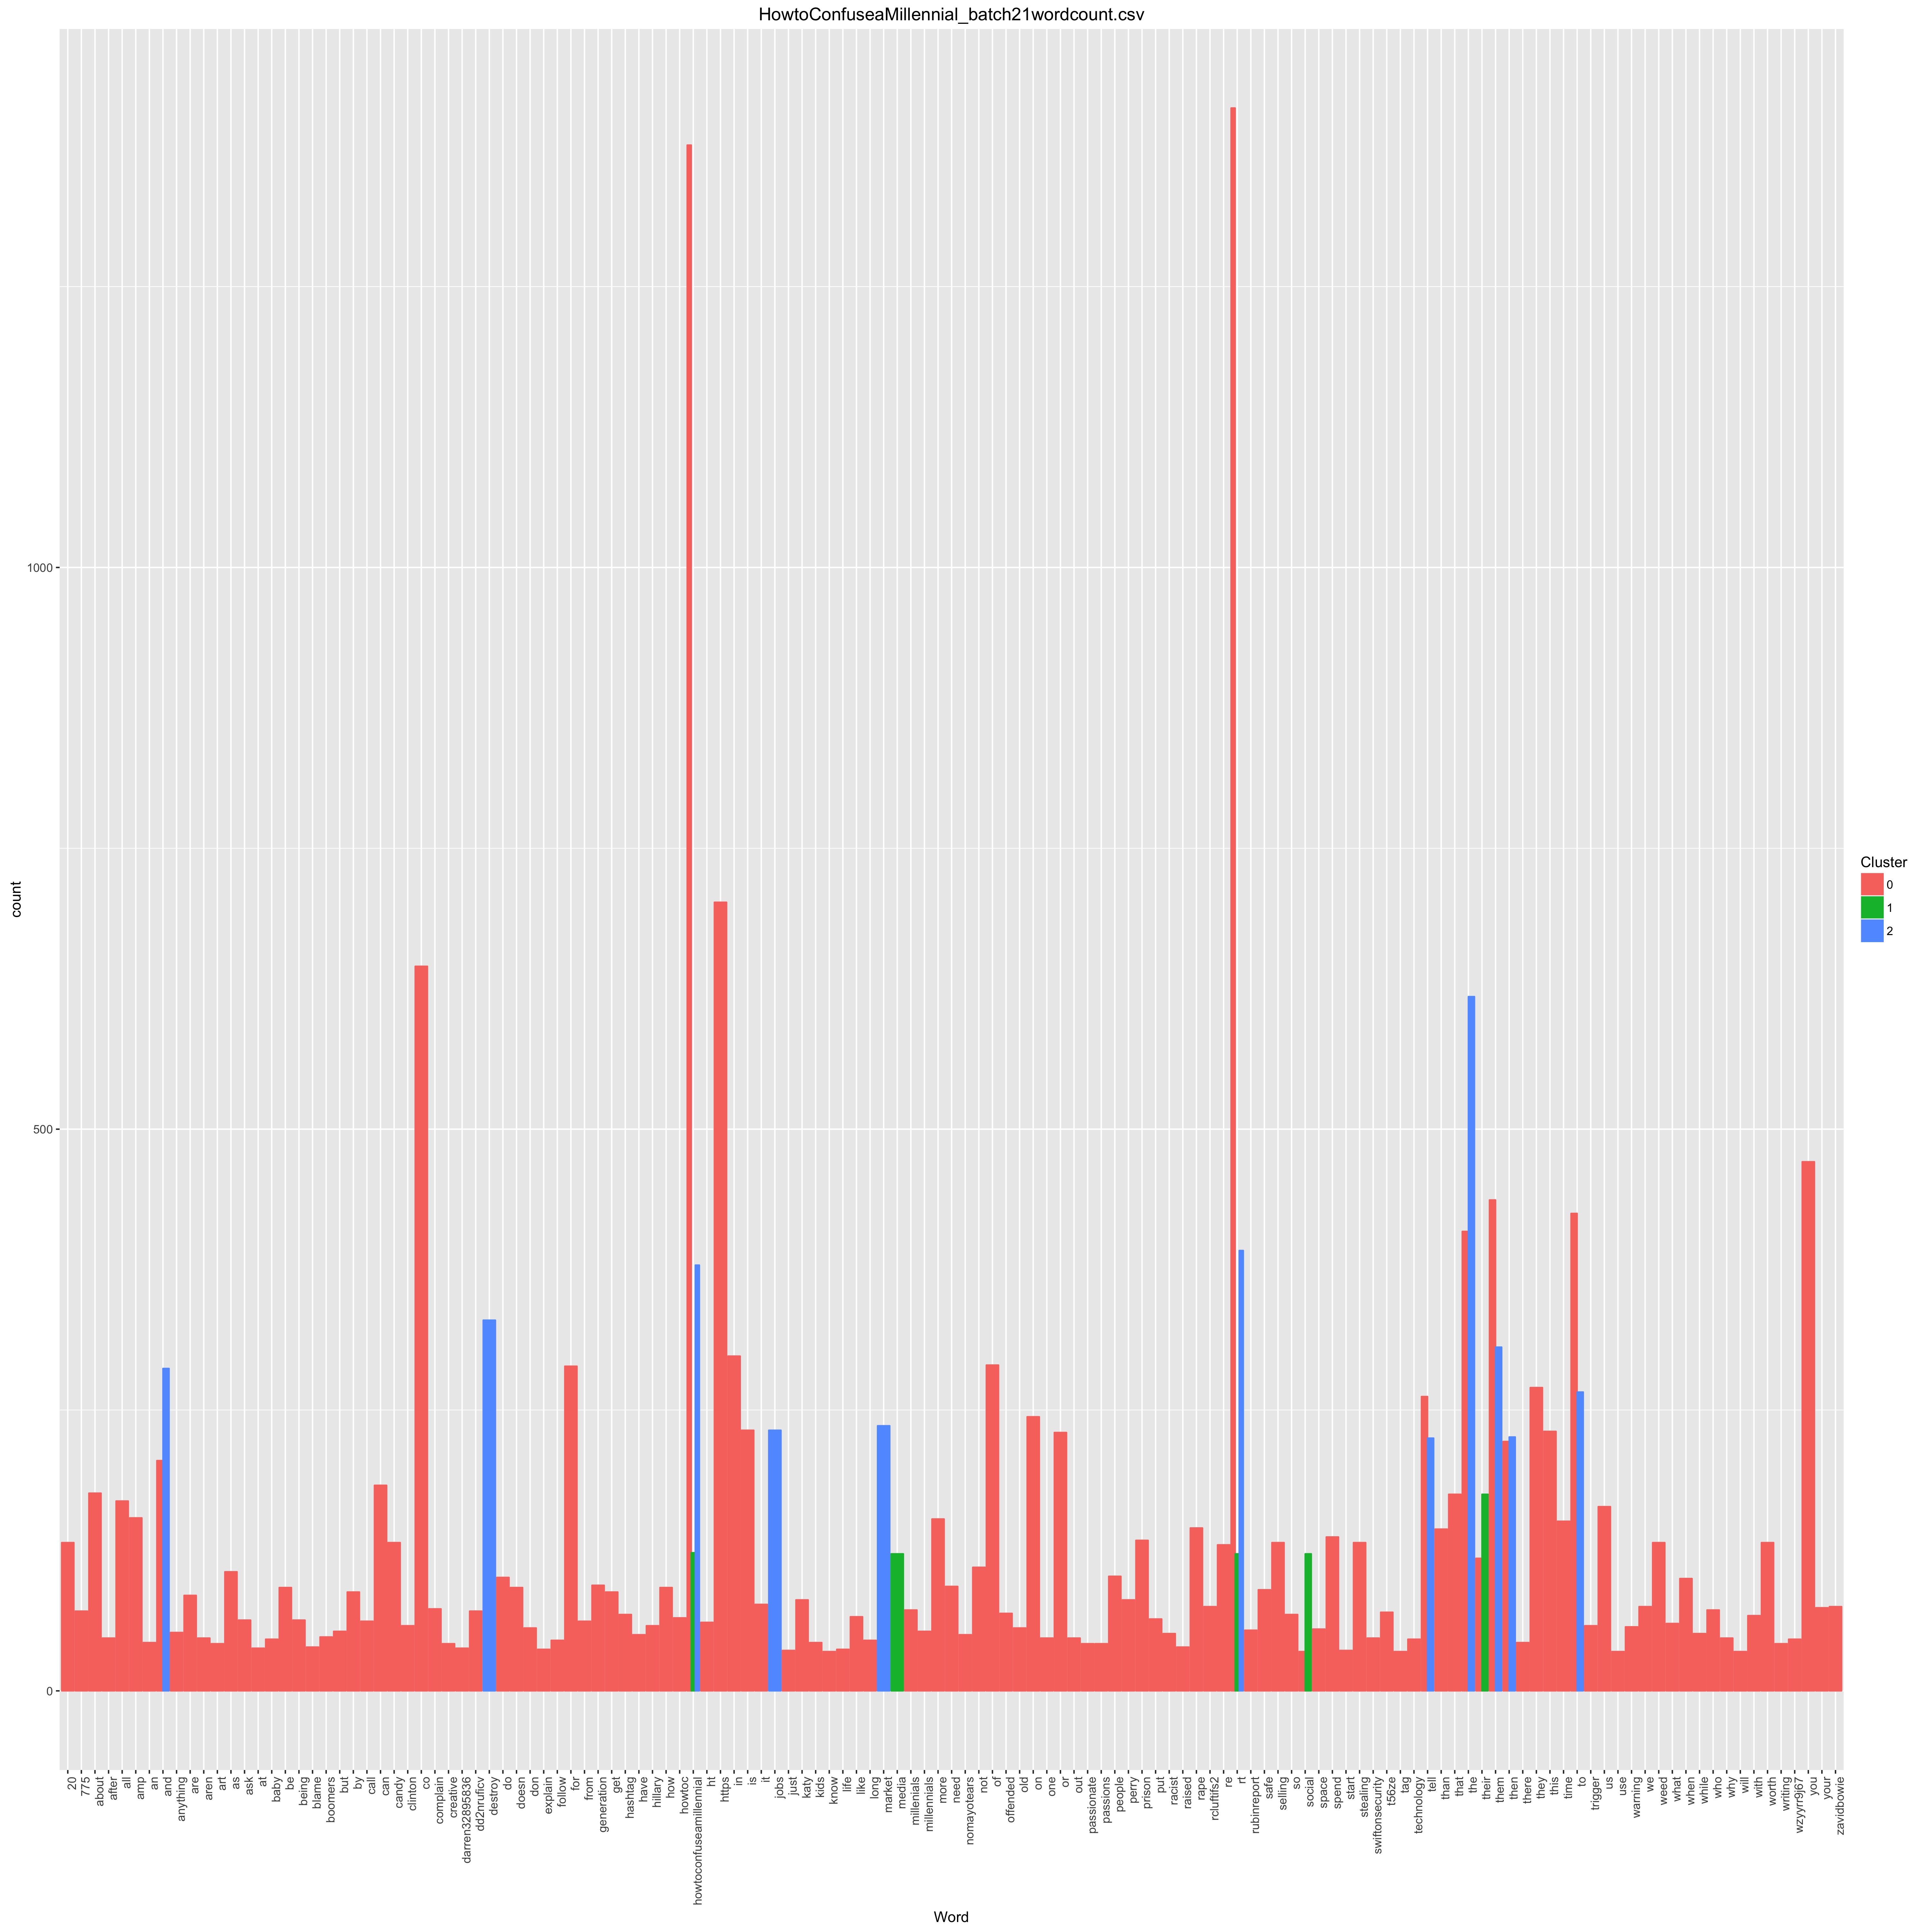 HowtoConfuseaMillennial_batch21wordcount.csv
1000
500
0
count
Cluster
0
1
2
20
775
about
after
all
amp
an
and
anything
are
aren
art
as
ask
at
baby
be
being
blame
boomers
but
by
call
can
candy
clinton
co
complain
creative
darren32895836
dd2nruficv
destroy
do
doesn
don
explain
follow
for
from
generation
get
hashtag
have
hillary
how
howtoc
howtoconfuseamillennial
ht
https
in
is
it
jobs
just
katy
kids
know
life
like
long
market
media
millenials
millennials
more
need
nomayotears
not
of
offended
old
on
one
or
out
passionate
passions
people
perry
prison
put
racist
raised
rape
rcluftifs2
re
rt
rubinreport
safe
selling
so
social
space
spend
start
stealing
swiftonsecurity
t56ze
tag
technology
tell
than
that
the
their
them
then
there
they
this
time
to
trigger
us
use
warning
we
weed
what
when
while
who
why
will
with
worth
writing
wzyyrr9j67
you
your
zavidbowie
Word